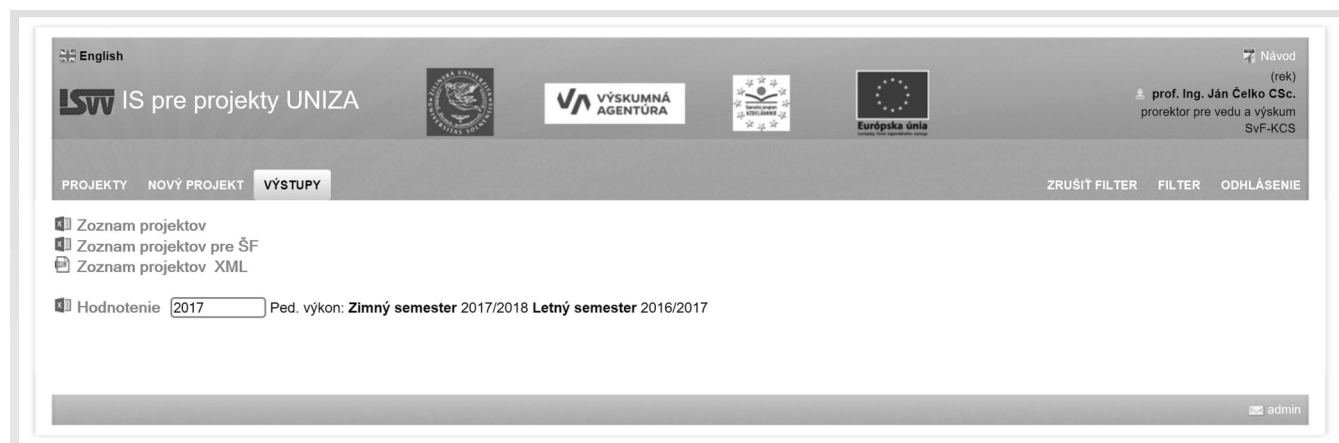 English
Návod
(rek)
ISVV IS pre projekty UNIZA
VÝSKUMNÁ
AGENTÚRA
Európska únia
prof. Ing. Ján Čelko CSc.
prorektor pre vedu a výskum
SvF-KCS
PROJEKTY NOVÝ PROJEKT VÝSTUPY ZRUŠIŤ FILTER FILTER ODHLÁSENIE
Zoznam projektov
Zoznam projektov pre ŠF
Zoznam projektov XML
Hodnotenie 2017 Ped. výkon: Zimný semester 2017/2018 Letný semester 2016/2017
admin